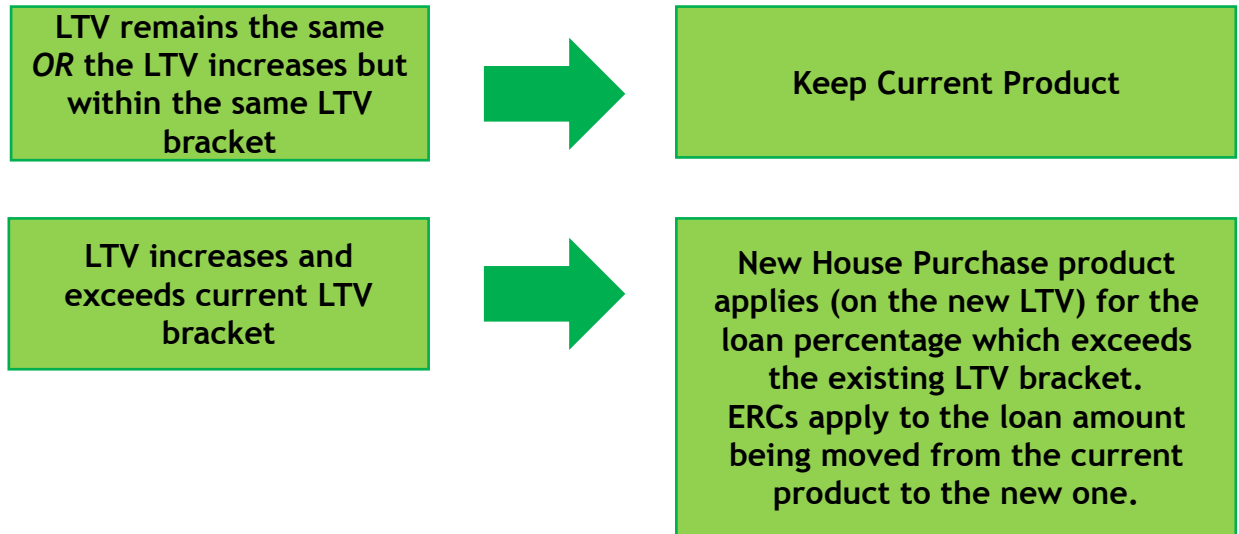 LTV remains the same
OR the LTV increases but
within the same LTV
bracket
Keep Current Product
LTV increases and
exceeds current LTV
bracket
New House Purchase product
applies (on the new LTV) for the
loan percentage which exceeds
the existing LTV bracket.
ERCs apply to the loan amount
being moved from the current
product to the new one.